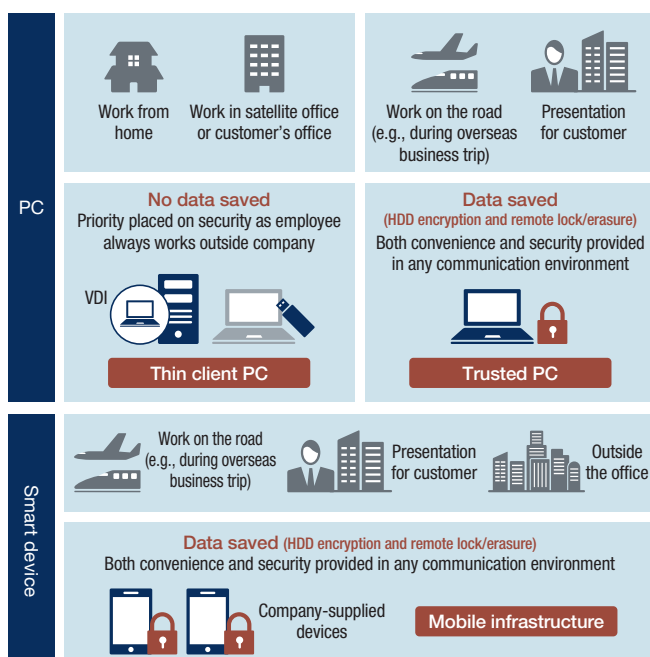 PC
Work from
home
Work in satellite office
or customer's office
Work on the road
(e.g., during overseas
business trip)
Presentation
for customer
No data saved
Priority placed on security as employee
always works outside company
VDI
Thin client PC
Data saved
(HDD encryption and remote lock/erasure)
Both convenience and security provided
in any communication environment
Trusted PC
Smart device
Work on the road
(e.g., during overseas
business trip)
Presentation
for customer
Outside
the office
Data saved (HDD encryption and remote lock/erasure)
Both convenience and security provided in any communication environment
Company-supplied
devices
Mobile infrastructure